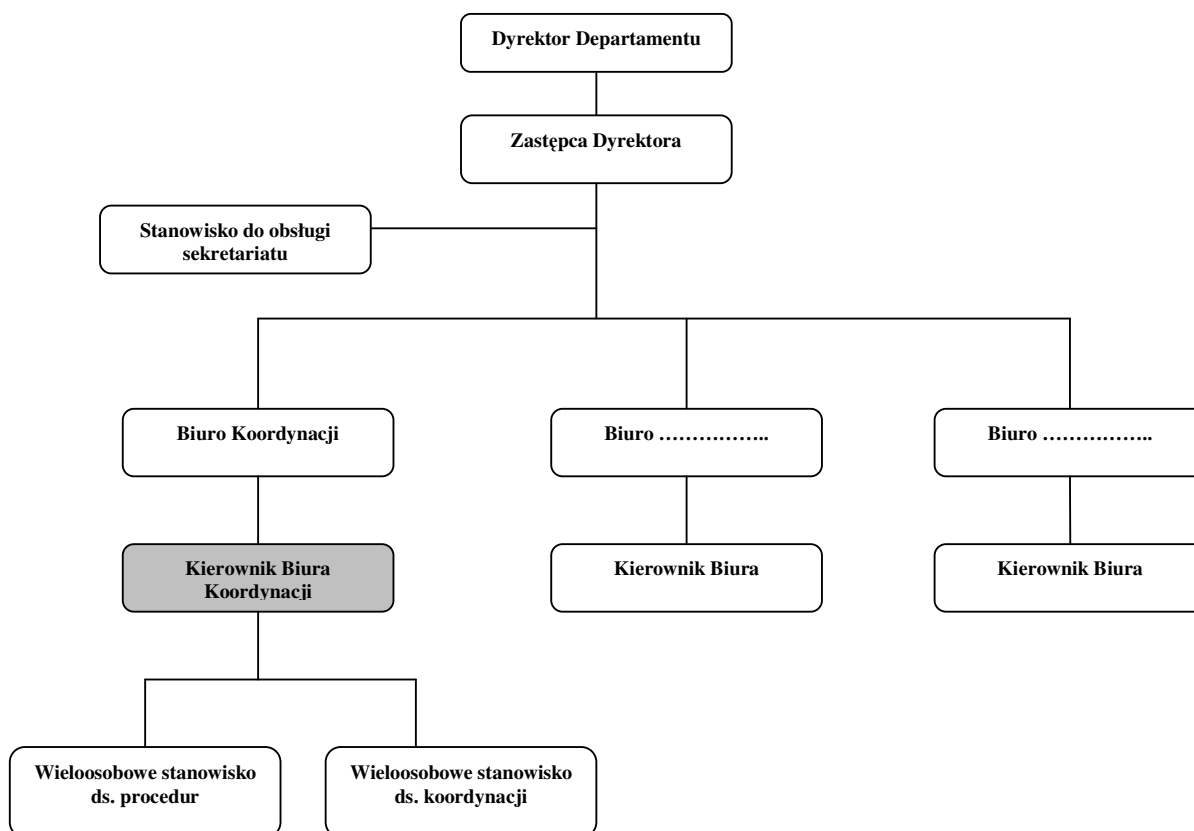 Dyrektor Departamentu
Zastępca Dyrektora
Stanowisko do obsługi
sekretariatu
Biuro Koordynacji
Biuro ……………..
Biuro ……………..
Kierownik Biura
Koordynacji
Kierownik Biura
Kierownik Biura
Wieloosobowe stanowisko
ds. procedur
Wieloosobowe stanowisko
ds. koordynacji